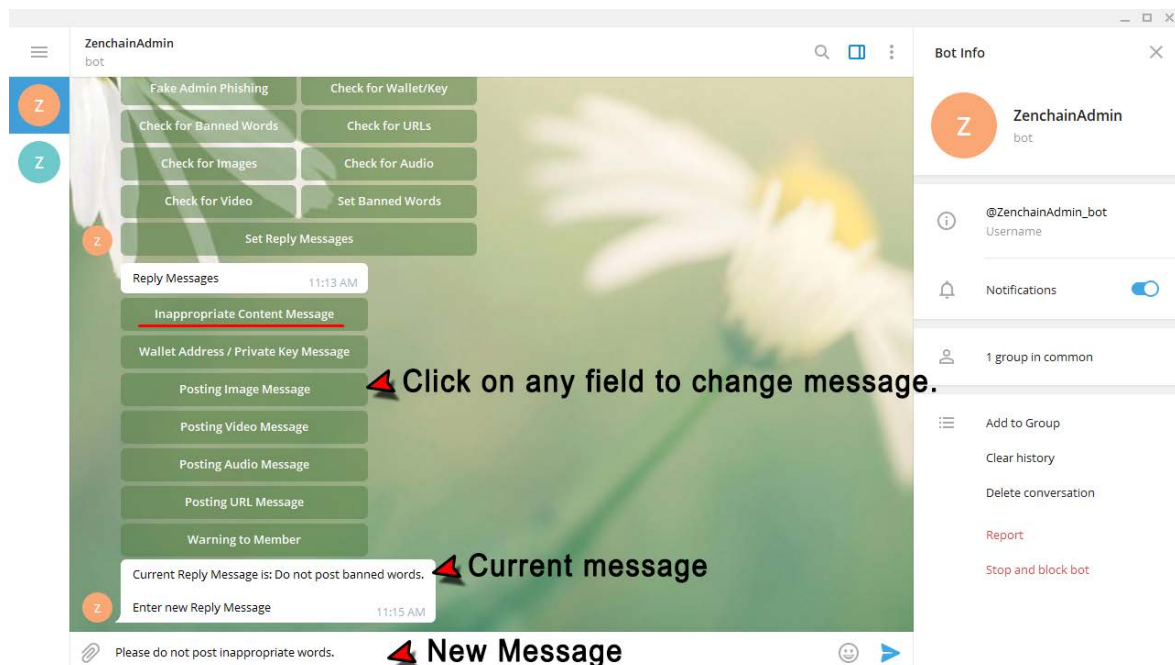 ZenchainAdmin
bot
Bot Info
Z
Fake Admin Phishing
Check for Wallet/Key
ZenchainAdmin
bot
Z
Check for Banned Words
Check for URLs
Z
Check for Images
Check for Audio
Check for Video
Set Banned Words
@ZenchainAdmin_bot
Username
Z
Set Reply Messages
Reply Messages
11:13 AM
Notifications
Inappropriate Content Message
Wallet Address / Private Key Message
1 group in common
Posting Image Message
Click on any field to change message.
Posting Video Message
Add to Group
Posting Audio Message
Clear history
Posting URL Message
Delete conversation
Warning to Member
Report
Current Reply Message is: Do not post banned words.
Current message
Stop and block bot
Z
Enter new Reply Message
11:15 AM
Please do not post inappropriate words.
New Message